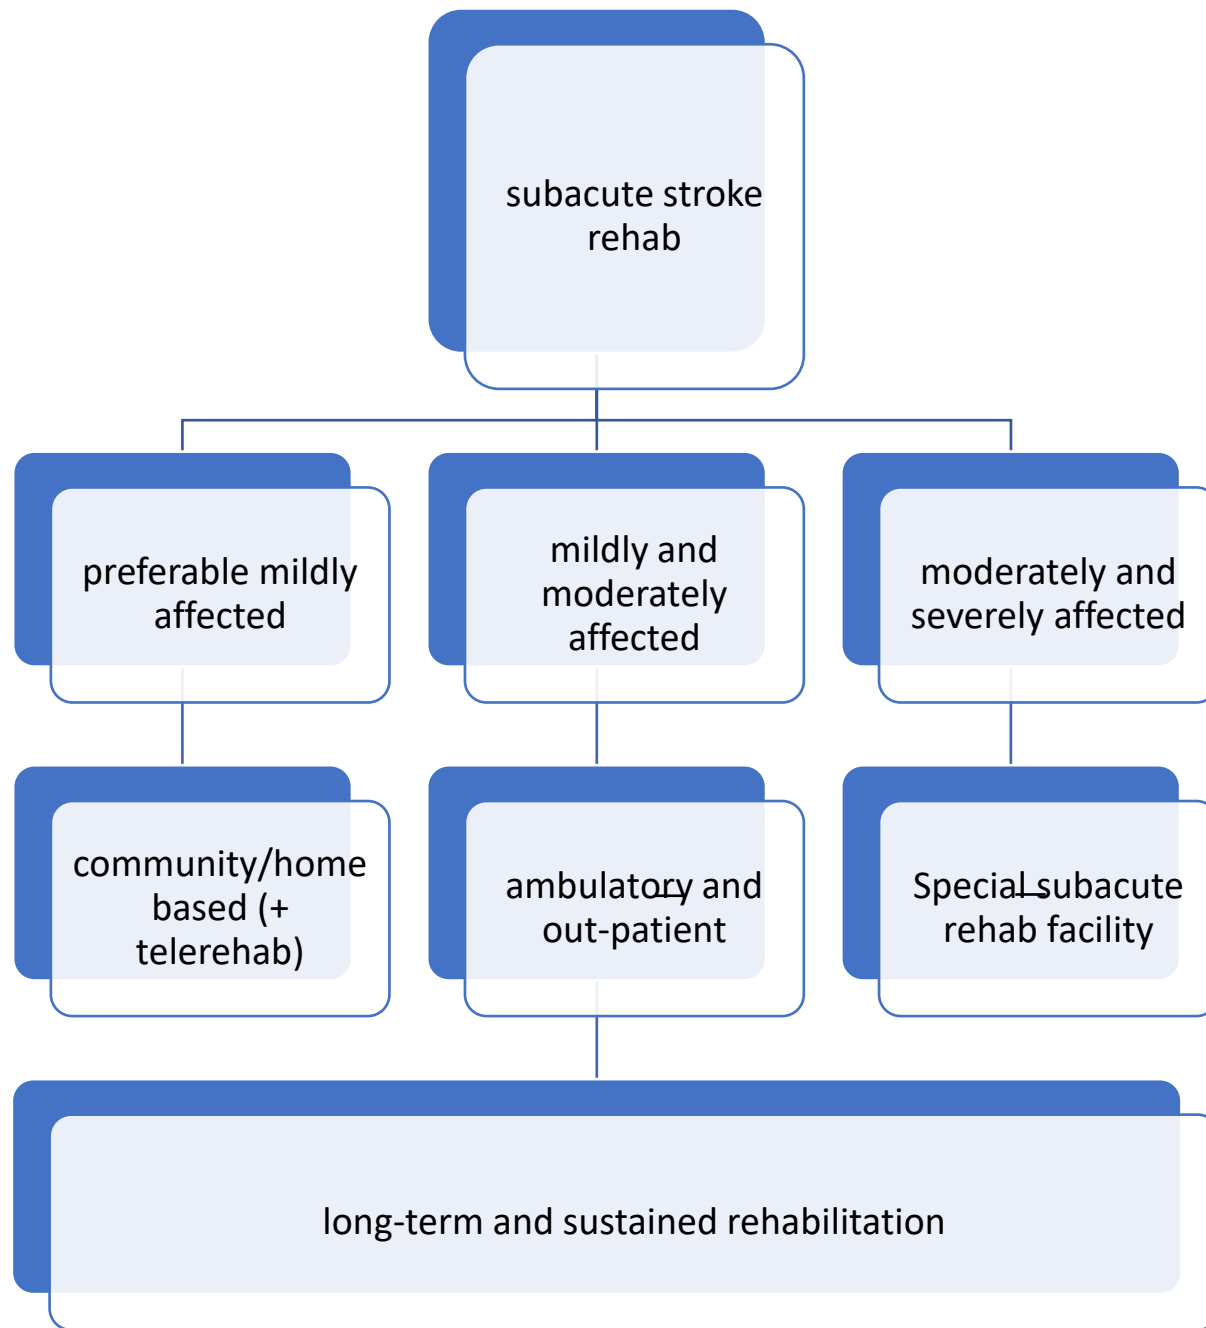 subacute stroke
rehab
preferable mildly
affected
mildly and
moderately
affected
moderately and
severely affected
community/home
based (+
telerehab)
ambulatory and
out-patient
Special subacute
rehab facility
long-term and sustained rehabilitation